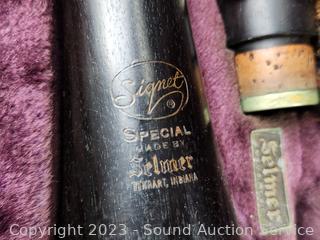 Signet
®
SPECIAL
MADE BY
Selmer
ELKHART, INDIANA
Selmer
Copyright 2023 - Sound Auction Service -